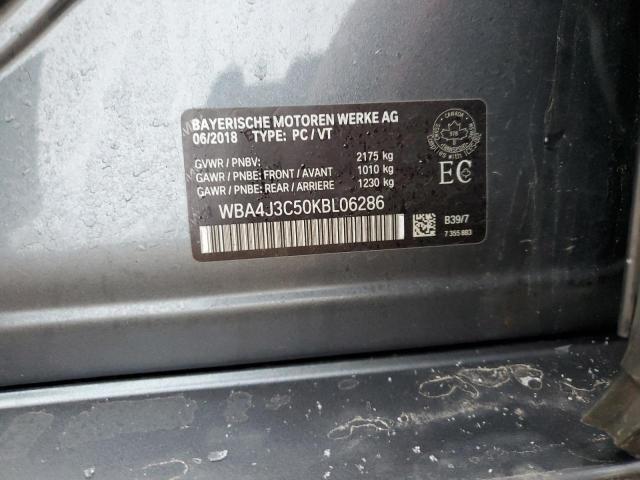 BAYERISCHE MOTOREN WERKE AG
06/2018 TYPE: PC / VT
GVWR / PNBV: 2175 kg
GAWR / PNBE: FRONT / AVANT 1010 kg
GAWR / PNBE: REAR / ARRIERE 1230 kg
WBA4J3C50KBL06286
CANADA
EC
B39/7
7 355 883